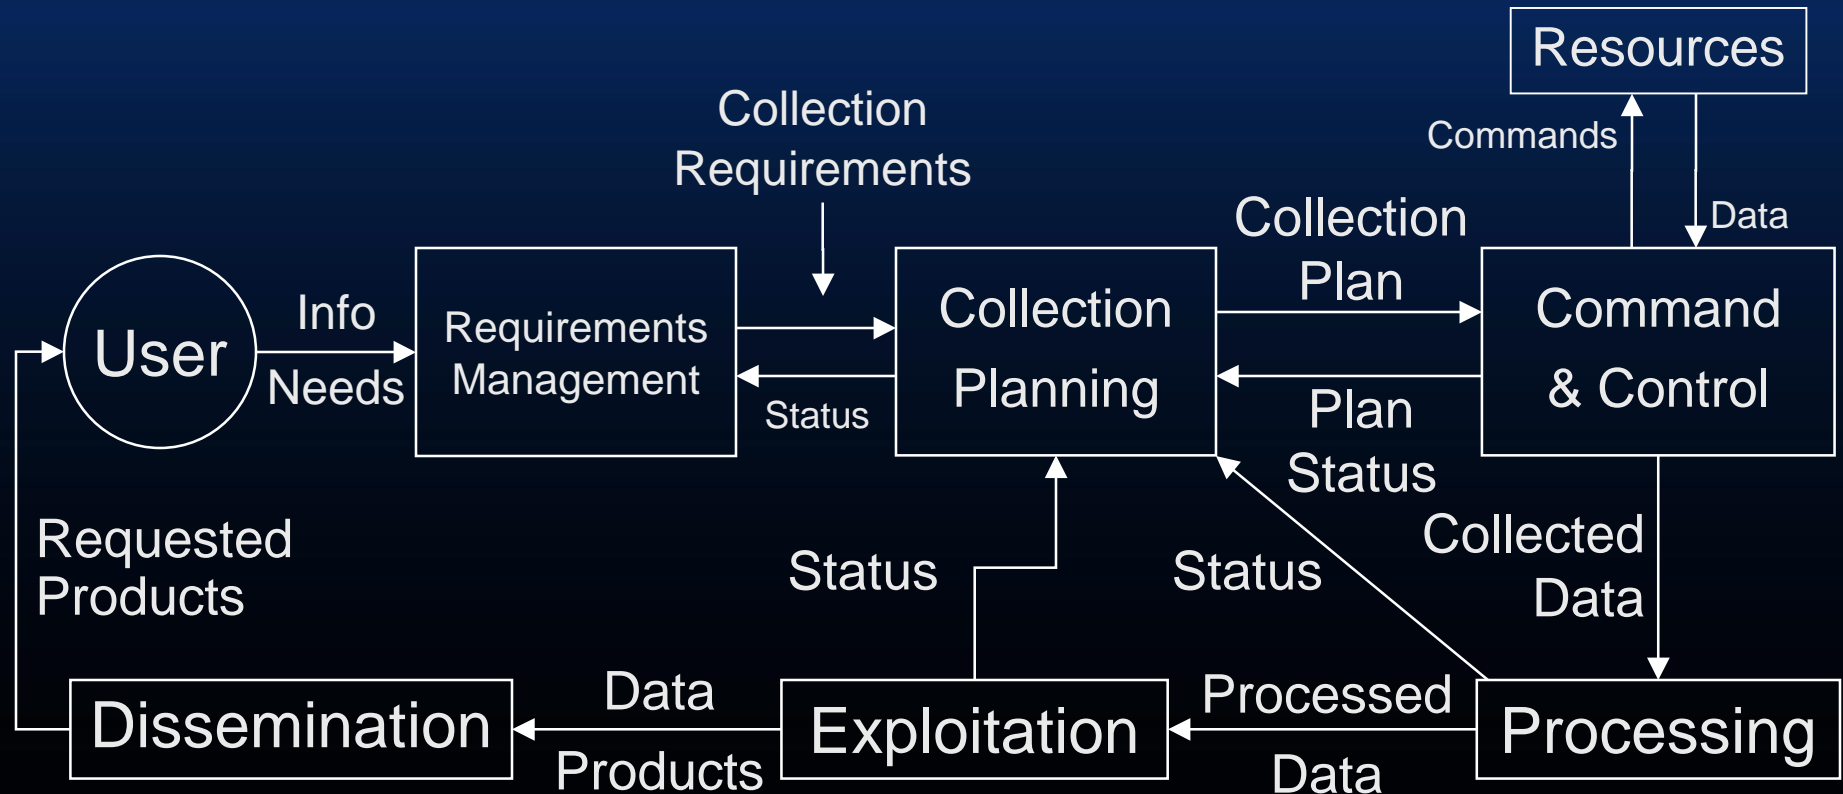 Resources
Commands
Data
Collection
Requirements
Collection
Plan
User
Info
Needs
Requirements
Management
Status
Collection
Planning
Plan
Status
Command
& Control
Requested
Products
Status
Status
Collected
Data
Dissemination
Data
Products
Exploitation
Processed
Data
Processing